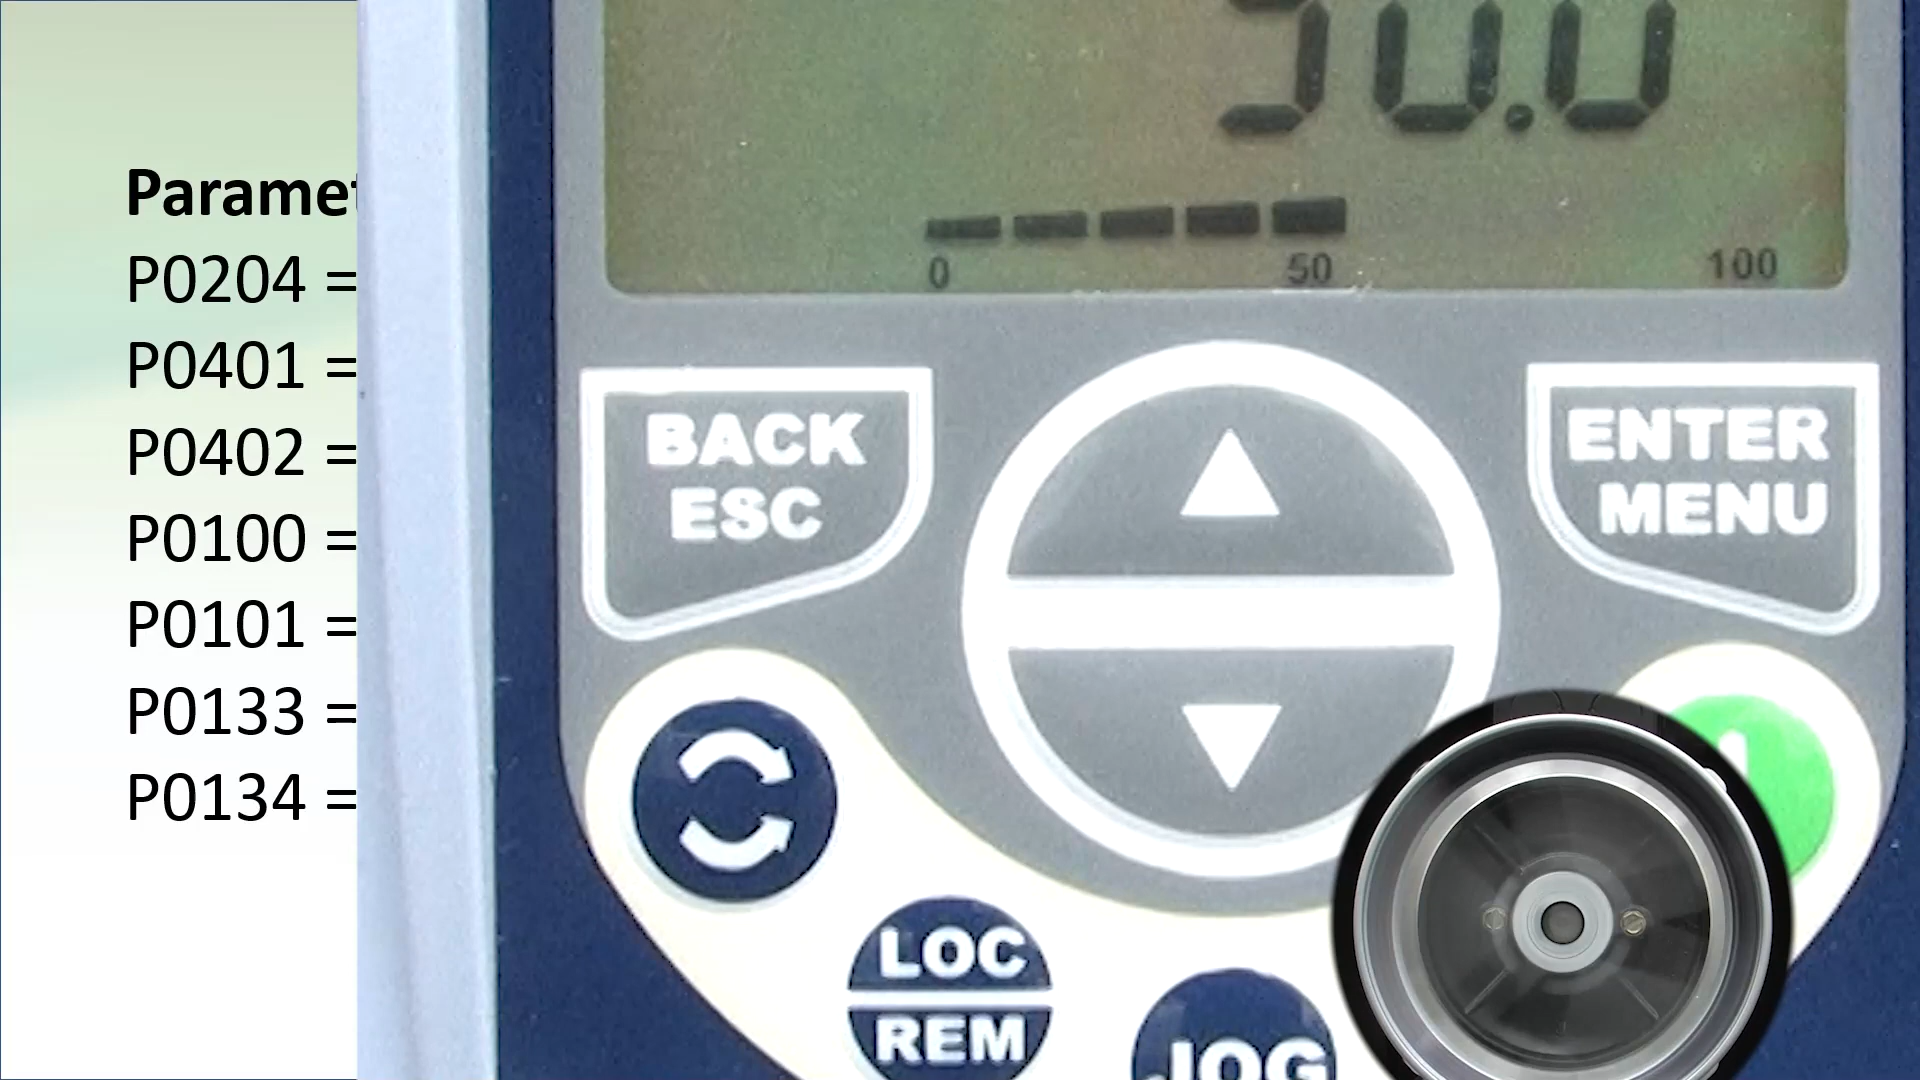 Paramet
P0204 =
P0401 =
P0402 =
P0100 =
P0101 =
P0133 =
P0134 =
50.0
0 50 100
BACK
ESC
ENTER
MENU
LOC
REM
JOG